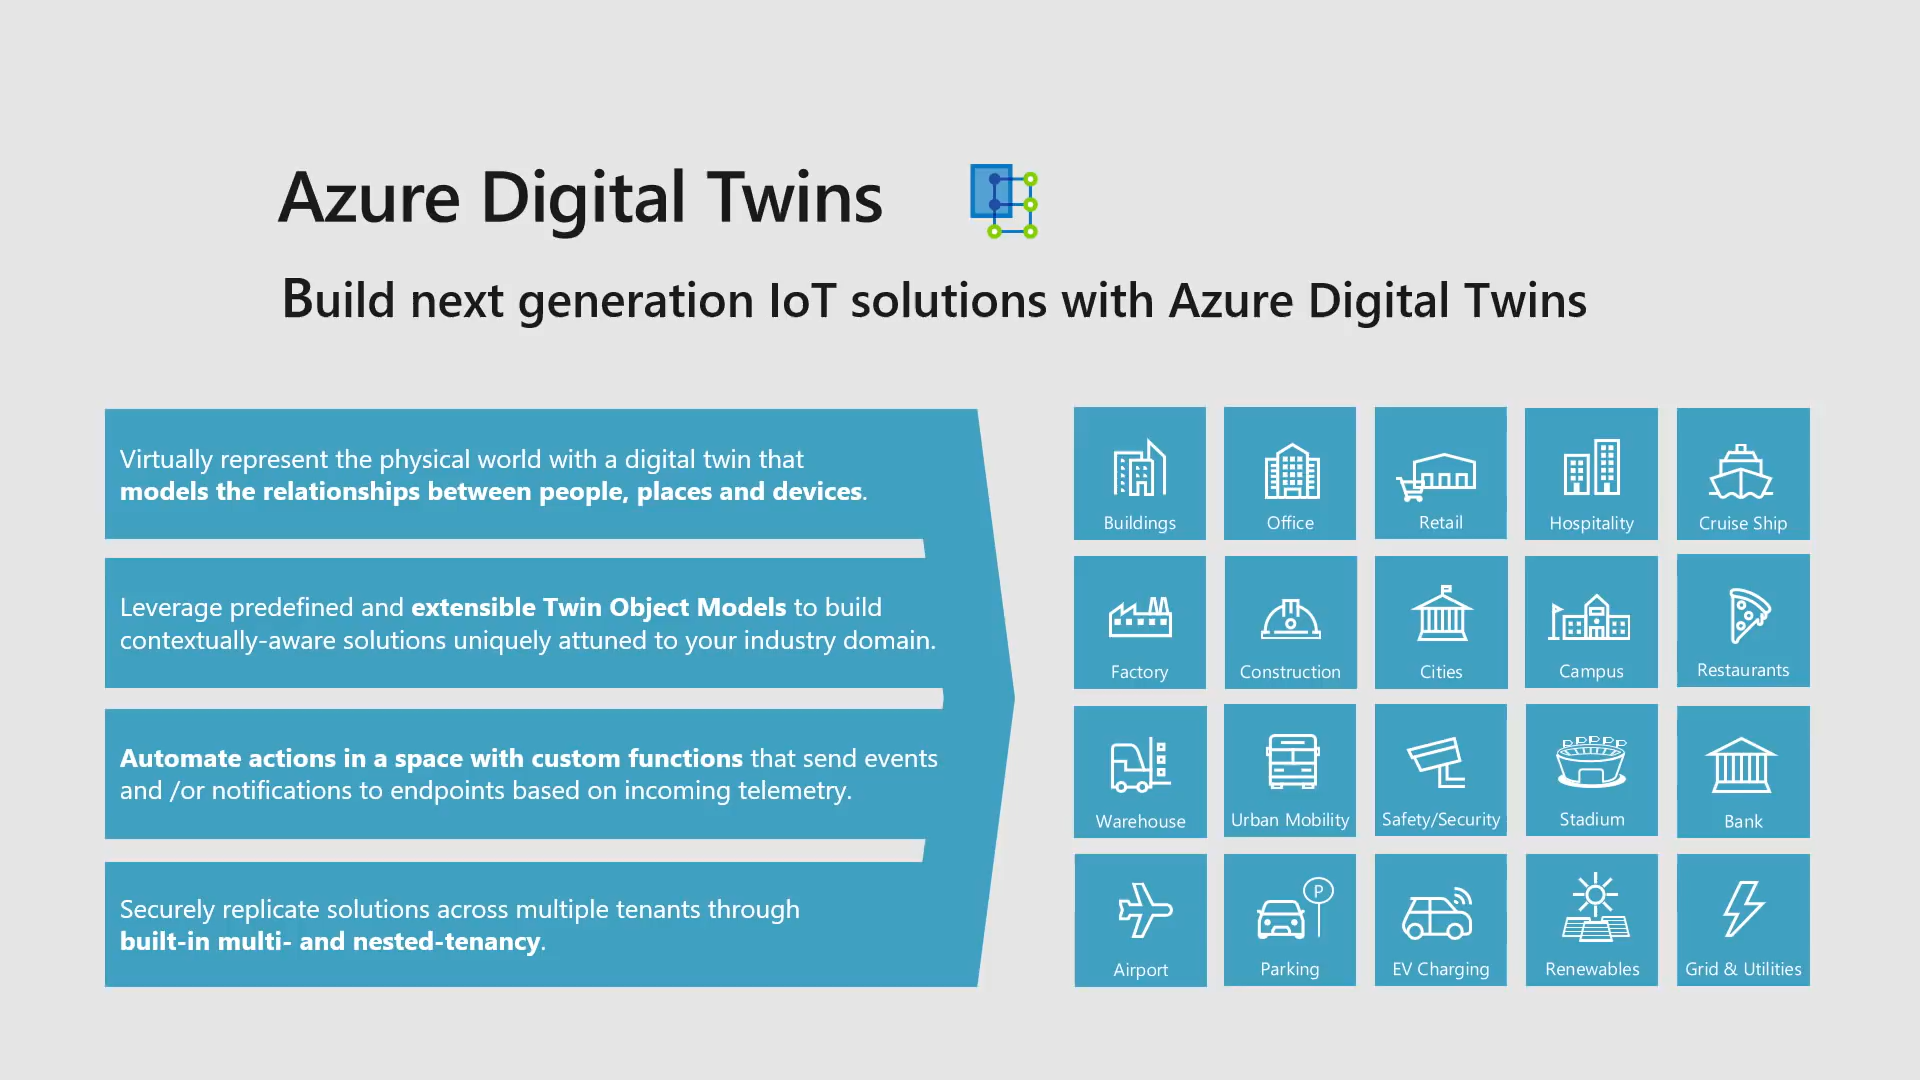 Azure Digital Twins
Build next generation IoT solutions with Azure Digital Twins
Virtually represent the physical world with a digital twin that
models the relationships between people, places and devices.
Leverage predefined and extensible Twin Object Models to build
contextually-aware solutions uniquely attuned to your industry domain.
Automate actions in a space with custom functions that send events
and /or notifications to endpoints based on incoming telemetry.
Securely replicate solutions across multiple tenants through
built-in multi- and nested-tenancy.
Buildings
Office
Retail
Hospitality
Cruise Ship
Factory
Construction
Cities
Campus
Restaurants
Warehouse
Urban Mobility
Safety/Security
Stadium
Bank
Airport
P
Parking
EV Charging
Renewables
Grid & Utilities